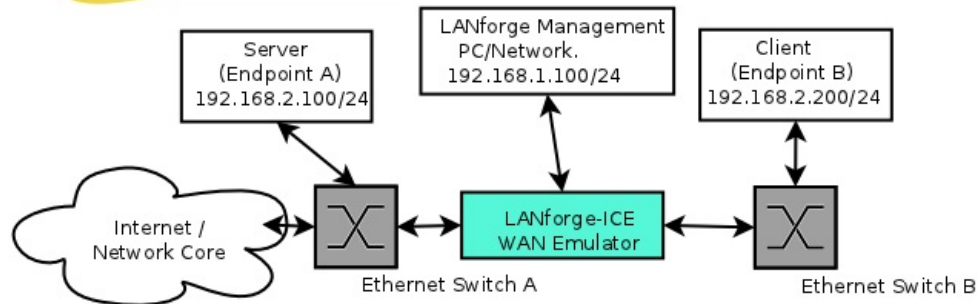 Server
(Endpoint A)
192.168.2.100/24
LANforge Management
PC/Network.
192.168.1.100/24
Client
(Endpoint B)
192.168.2.200/24
Internet /
Network Core
LANforge-ICE
WAN Emulator
Ethernet Switch A
Ethernet Switch B